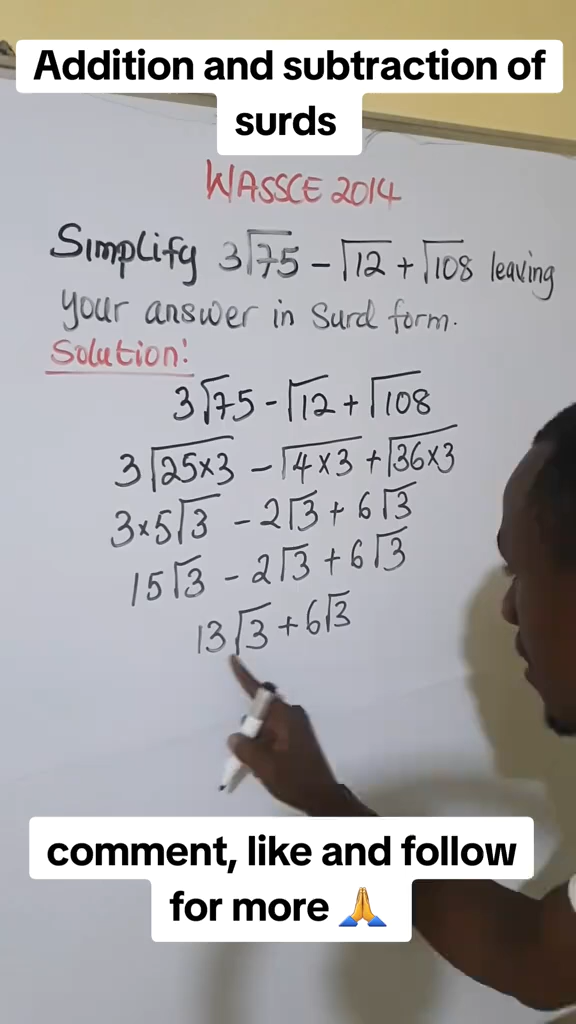 Addition and subtraction of
surds
WASSCE 2014
Simplify 3√75 - √12 + √108 leaving
your answer in Surd form.
Solution!
3√75 - √12 + √108
3√25×3 - √4×3 + √36×3
3×5√3 - 2√3 + 6√3
15√3 - 2√3 + 6√3
13√3 + 6√3
comment, like and follow
for more 🙏